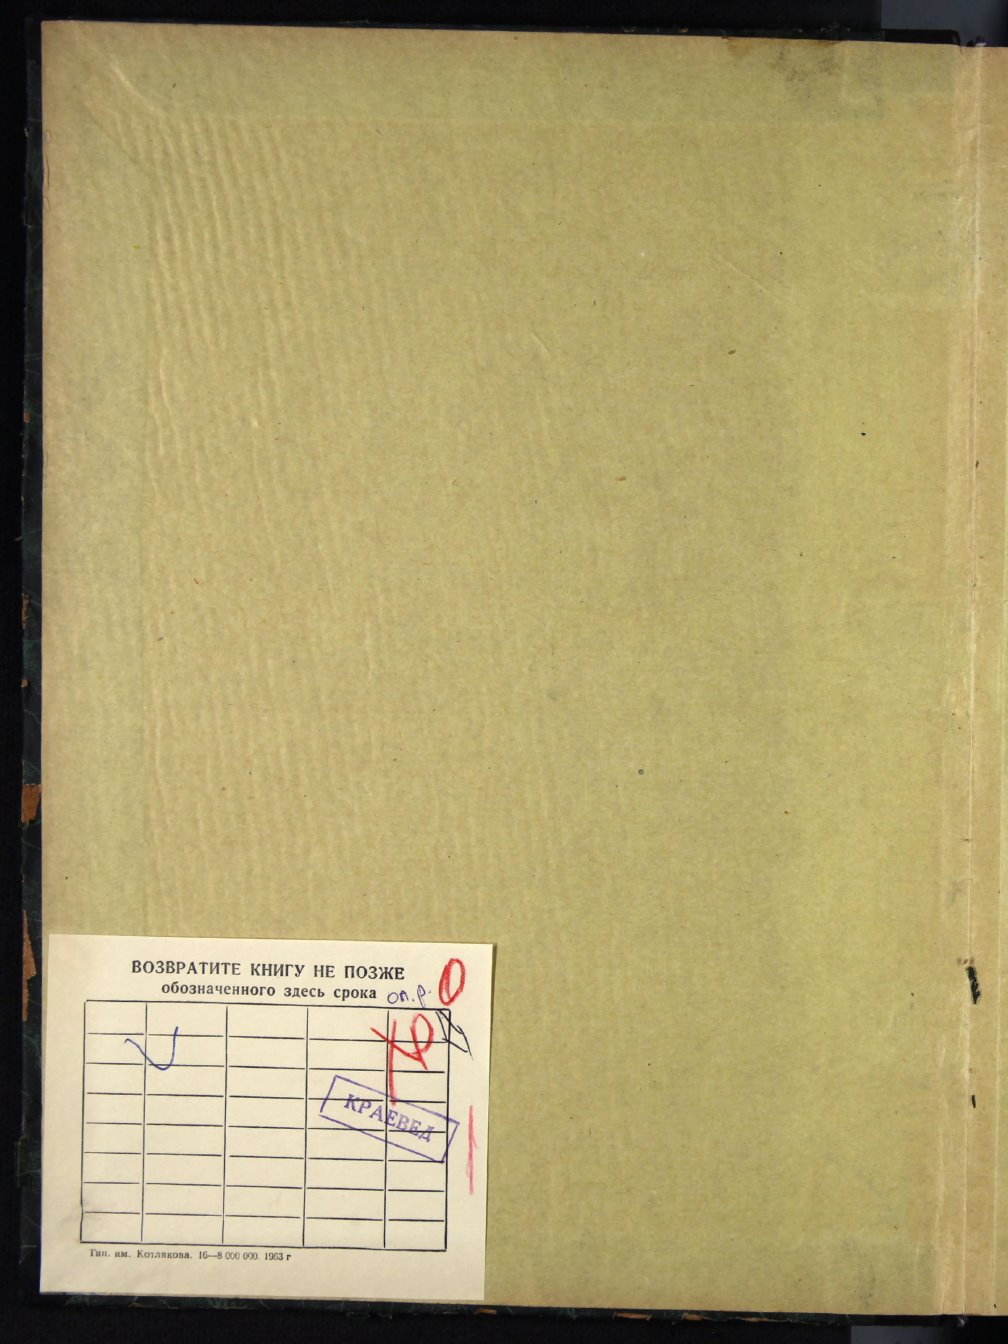 ВОЗВРАТИТЕ КНИГУ НЕ ПОЗЖЕ
обозначенного здесь срока
оп. р.
О
КРАЕВЕД
Тип. им. Котлякова. 16—8 000 000. 1963 г